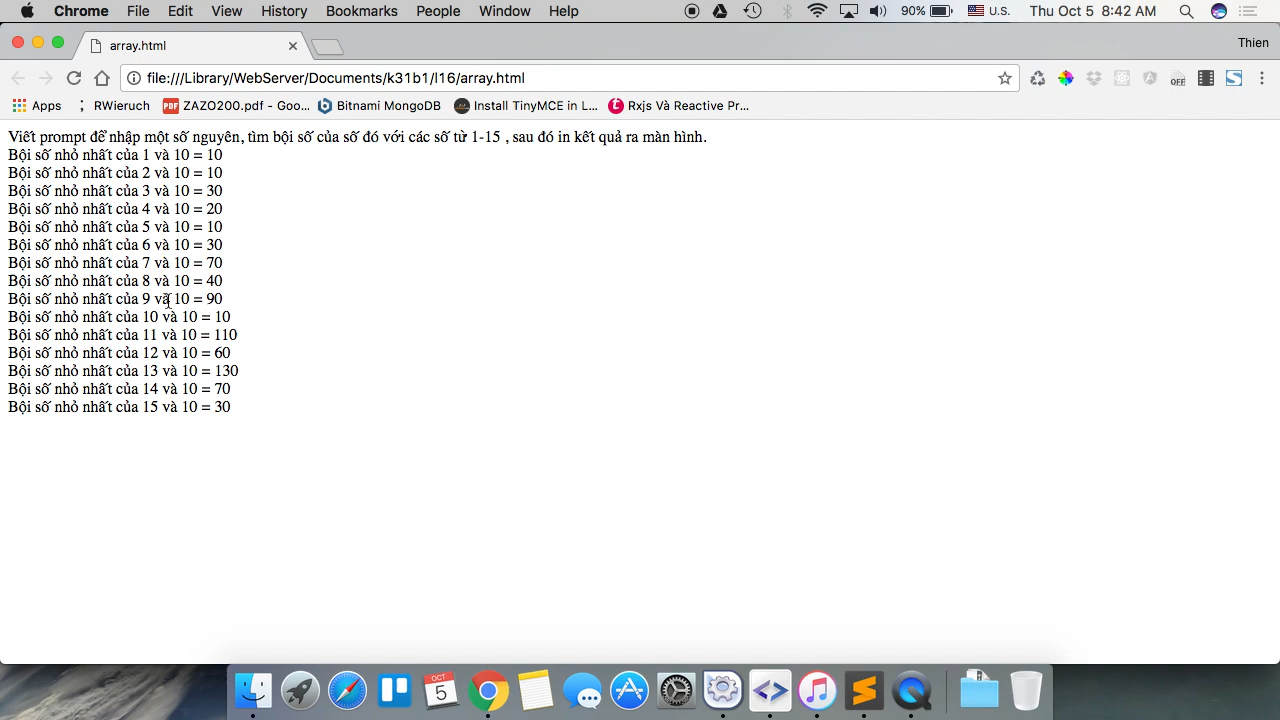 Chrome File Edit View History Bookmarks People Window Help 90% U.S. Thu Oct 5 8:42 AM
array.html Thien
file:///Library/WebServer/Documents/k31b1/l16/array.html OFF
Apps RWieruch PDF ZAZO200.pdf - Goo... Bitnami MongoDB Install TinyMCE in L... Rxjs Và Reactive Pr...
Viết prompt để nhập một số nguyên, tìm bội số của số đó với các số từ 1-15 , sau đó in kết quả ra màn hình.
Bội số nhỏ nhất của 1 và 10 = 10
Bội số nhỏ nhất của 2 và 10 = 10
Bội số nhỏ nhất của 3 và 10 = 30
Bội số nhỏ nhất của 4 và 10 = 20
Bội số nhỏ nhất của 5 và 10 = 10
Bội số nhỏ nhất của 6 và 10 = 30
Bội số nhỏ nhất của 7 và 10 = 70
Bội số nhỏ nhất của 8 và 10 = 40
Bội số nhỏ nhất của 9 và 10 = 90
Bội số nhỏ nhất của 10 và 10 = 10
Bội số nhỏ nhất của 11 và 10 = 110
Bội số nhỏ nhất của 12 và 10 = 60
Bội số nhỏ nhất của 13 và 10 = 130
Bội số nhỏ nhất của 14 và 10 = 70
Bội số nhỏ nhất của 15 và 10 = 30
OCT
5